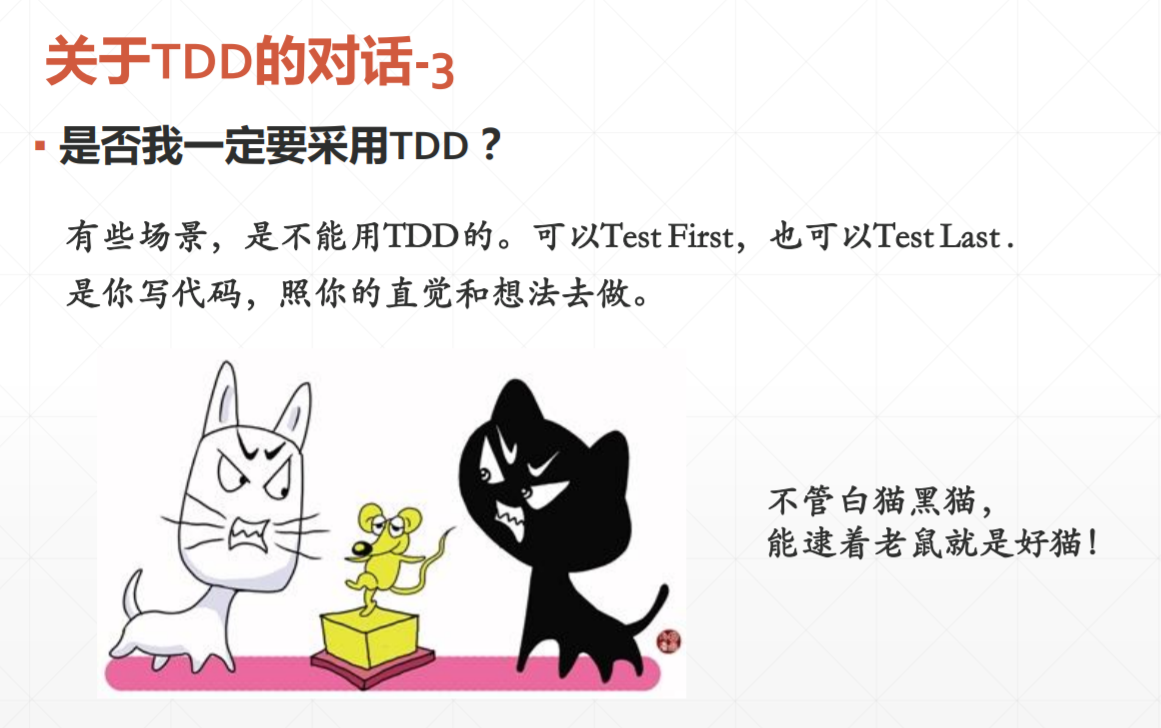 关于TDD的对话-3
是否我一定要采用TDD？
有些场景，是不能用TDD的。可以Test First，也可以Test Last .
是你写代码，照你的直觉和想法去做。
不管白猫黑猫，
能逮着老鼠就是好猫！